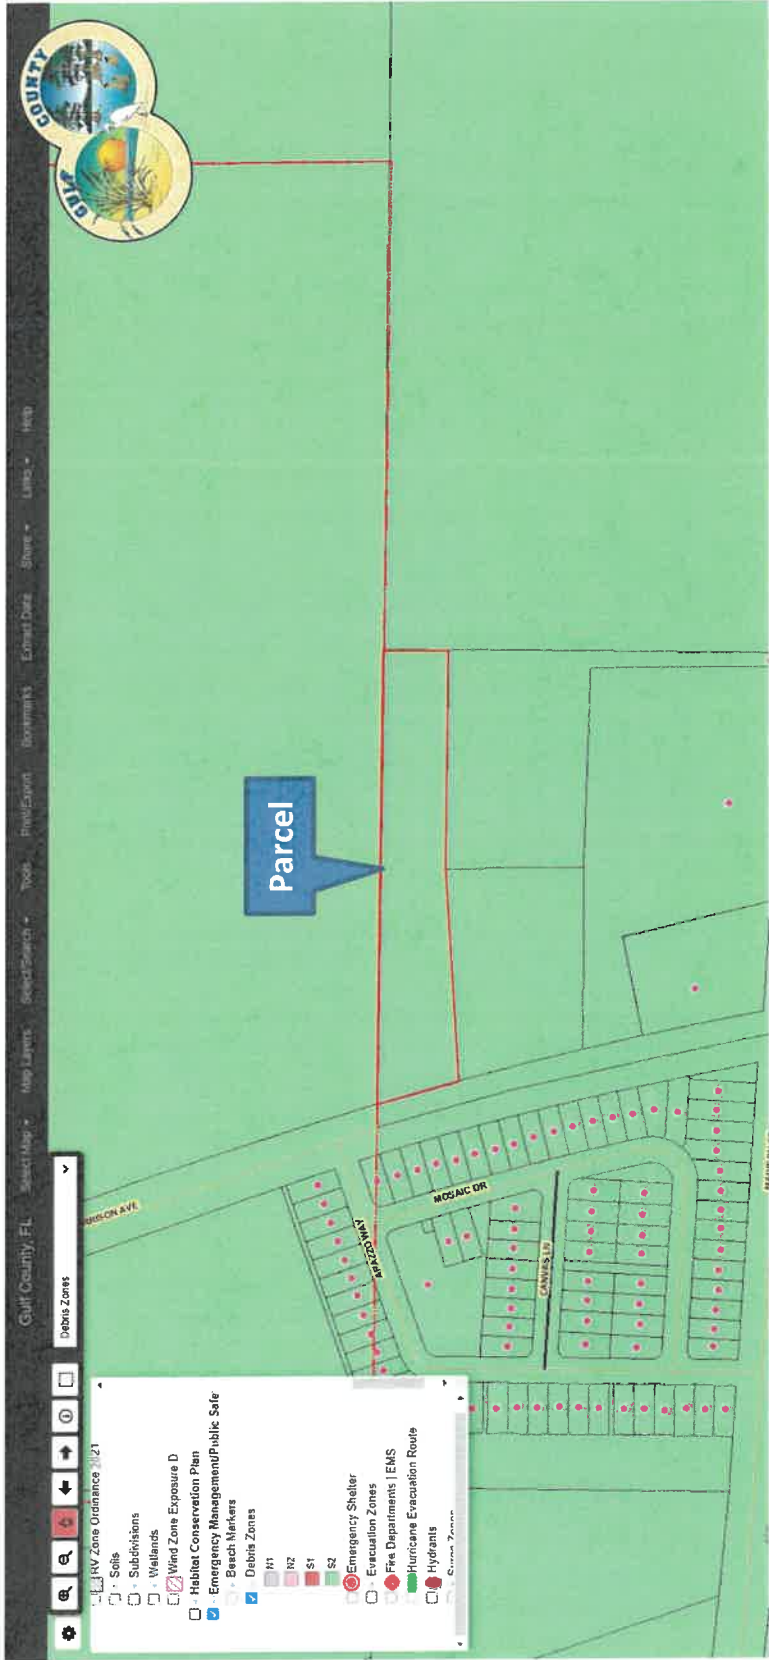 Gulf County, FL
Select Map
Map Layers
Select/Search
Tools
Print/Export
Bookmarks
Extract Data
Share
Links
Help
Debris Zones
RV Zone Ordinance 2021
Soils
Subdivisions
Wetlands
Wind Zone Exposure D
Habitat Conservation Plan
Emergency Management/Public Safe
Beach Markers
Debris Zones
N1
N2
S1
S2
Emergency Shelter
Evacuation Zones
Fire Departments | EMS
Hurricane Evacuation Route
Hydrants
GULF COUNTY
Parcel
ARAZZO WAY
MOSAIC DR
CANVAS LN